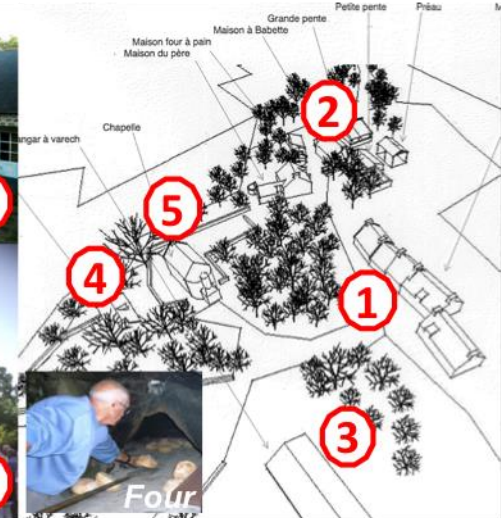 Grande pente
Petite pente
Préau
Maison à Babette
Maison four à pain
Maison du père
Chapelle
angar à varech
2
5
4
1
3
Four